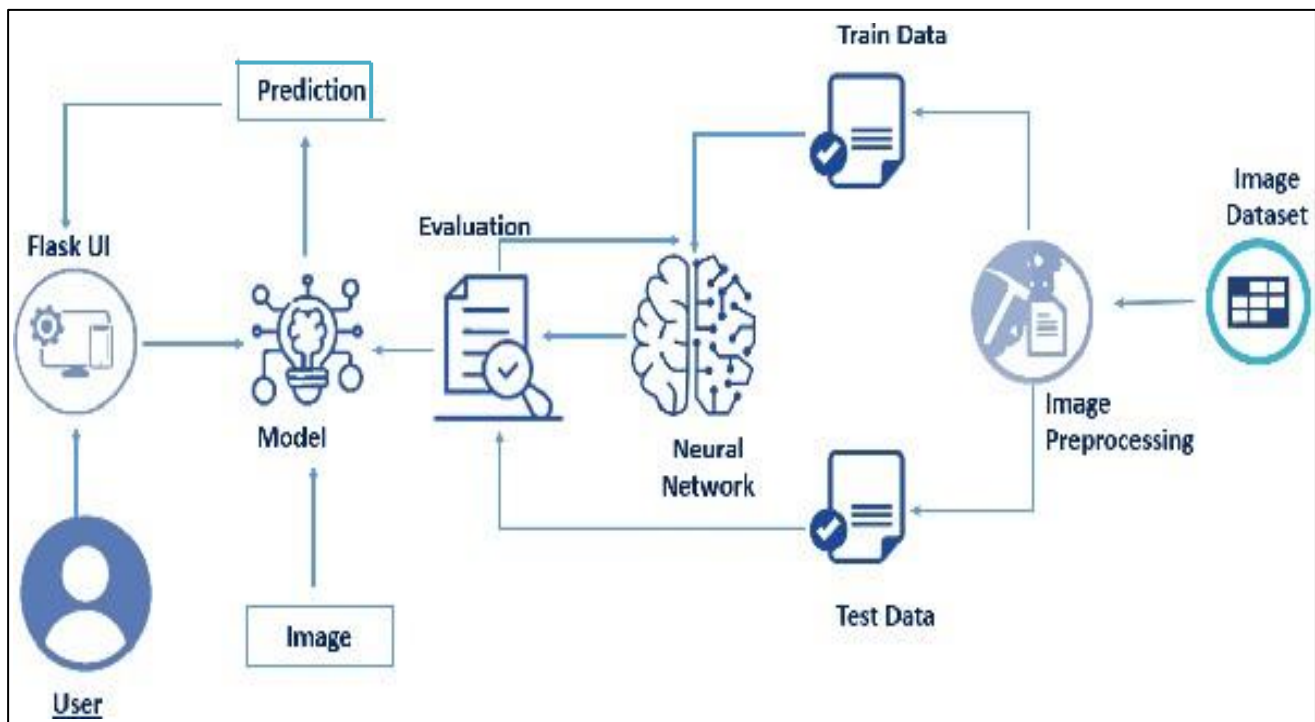 Train Data
Prediction
Image
Dataset
Evaluation
Flask UI
Model
Image
Preprocessing
Neural
Network
Image
Test Data
User